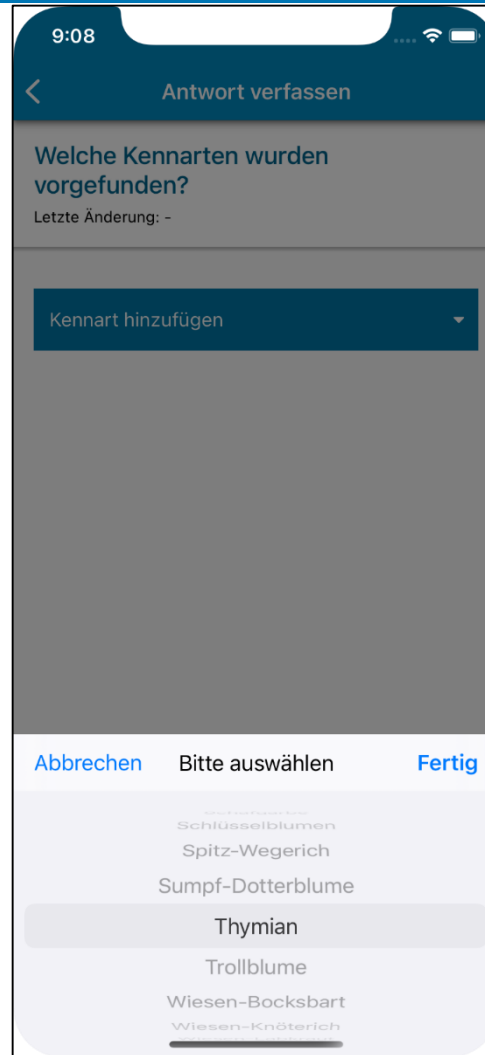 9:08
Antwort verfassen
Welche Kennarten wurden
vorgefunden?
Letzte Änderung: -
Kennart hinzufügen
Abbrechen Bitte auswählen Fertig
Schlüsselblumen
Spitz-Wegerich
Sumpf-Dotterblume
Thymian
Trollblume
Wiesen-Bocksbart
Wiesen-Knöterich